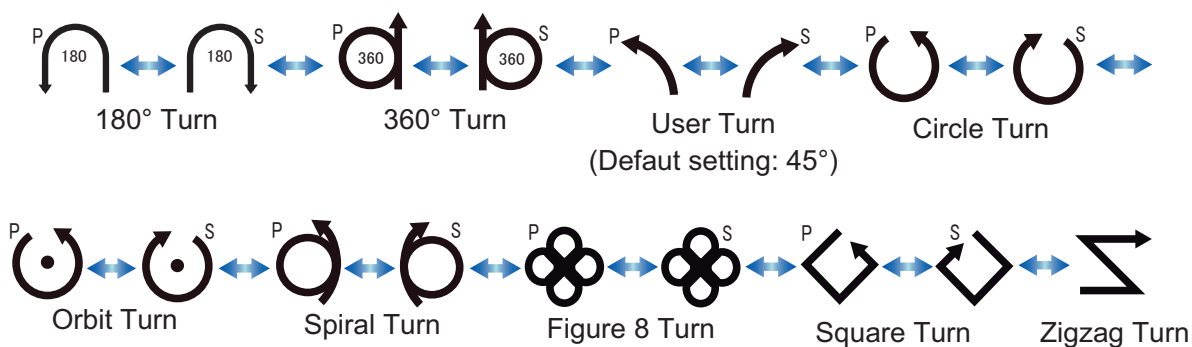 P 180 180 S P 360 360 S P S P S
180° Turn 360° Turn User Turn Circle Turn
(Defaut setting: 45°)
P S P S P S P S
Orbit Turn Spiral Turn Figure 8 Turn Square Turn Zigzag Turn